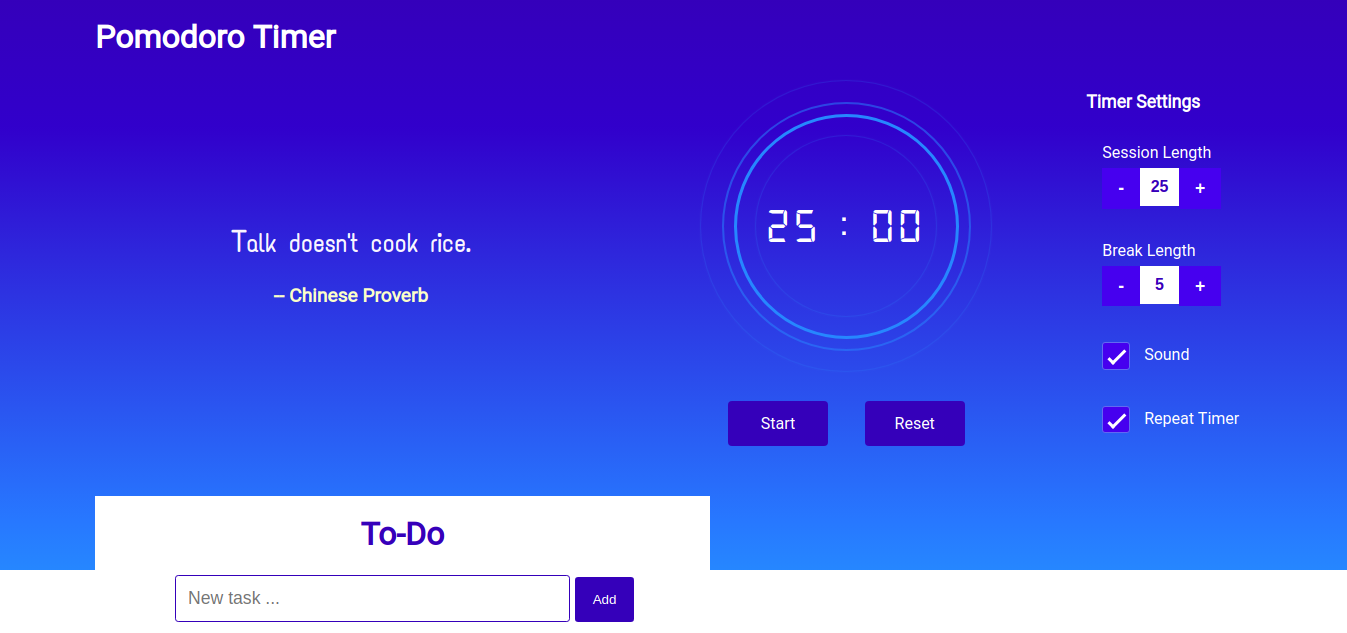 Pomodoro Timer
Talk doesn't cook rice.
– Chinese Proverb
25 : 00
Start
Reset
Timer Settings
Session Length
- 25 +
Break Length
- 5 +
Sound
Repeat Timer
To-Do
New task ...
Add